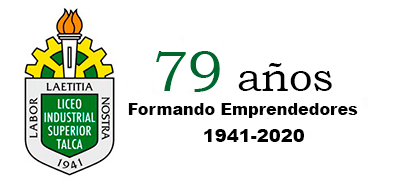 LABOR LAETITIA NOSTRA
LICEO
INDUSTRIAL
SUPERIOR
TALCA
1941
79 años
Formando Emprendedores
1941-2020